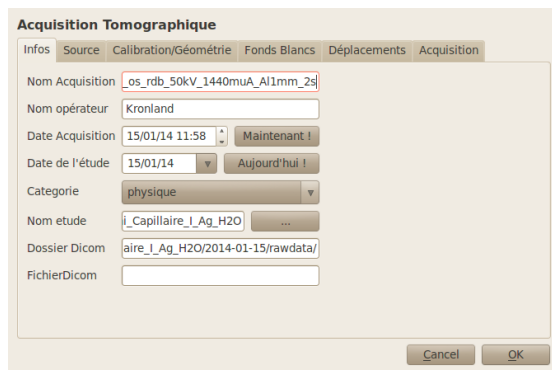 Acquisition Tomographique
Infos Source Calibration/Géométrie Fonds Blancs Déplacements Acquisition
Nom Acquisition _os_rdb_50kV_1440muA_Al1mm_2s
Nom opérateur Kronland
Date Acquisition 15/01/14 11:58 Maintenant !
Date de l'étude 15/01/14 Aujourd'hui !
Categorie physique
Nom etude i_Capillaire_I_Ag_H2O ...
Dossier Dicom aire_I_Ag_H2O/2014-01-15/rawdata/
FichierDicom
Cancel OK